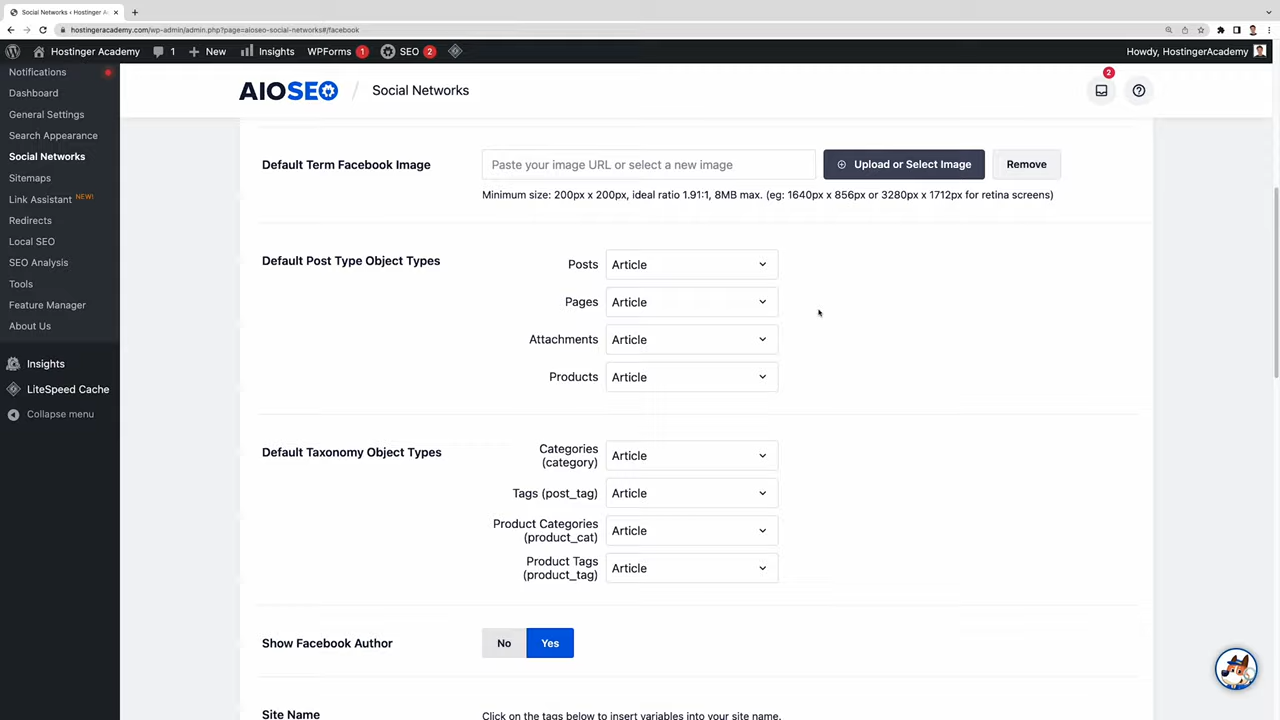 Social Networks ‹ Hostinger Ac
hostingeracademy.com/wp-admin/admin.php?page=aioseo-social-networks#/facebook
Hostinger Academy 1 New Insights WPForms 1 SEO 2 Howdy, HostingerAcademy
Notifications
Dashboard
General Settings
Search Appearance
Social Networks
Sitemaps
Link Assistant NEW!
Redirects
Local SEO
SEO Analysis
Tools
Feature Manager
About Us
Insights
LiteSpeed Cache
Collapse menu
AIOSEO / Social Networks 2
Default Term Facebook Image Paste your image URL or select a new image Upload or Select Image Remove
Minimum size: 200px x 200px, ideal ratio 1.91:1, 8MB max. (eg: 1640px x 856px or 3280px x 1712px for retina screens)
Default Post Type Object Types
Posts Article
Pages Article
Attachments Article
Products Article
Default Taxonomy Object Types
Categories (category) Article
Tags (post_tag) Article
Product Categories (product_cat) Article
Product Tags (product_tag) Article
Show Facebook Author No Yes
Site Name Click on the tags below to insert variables into your site name.